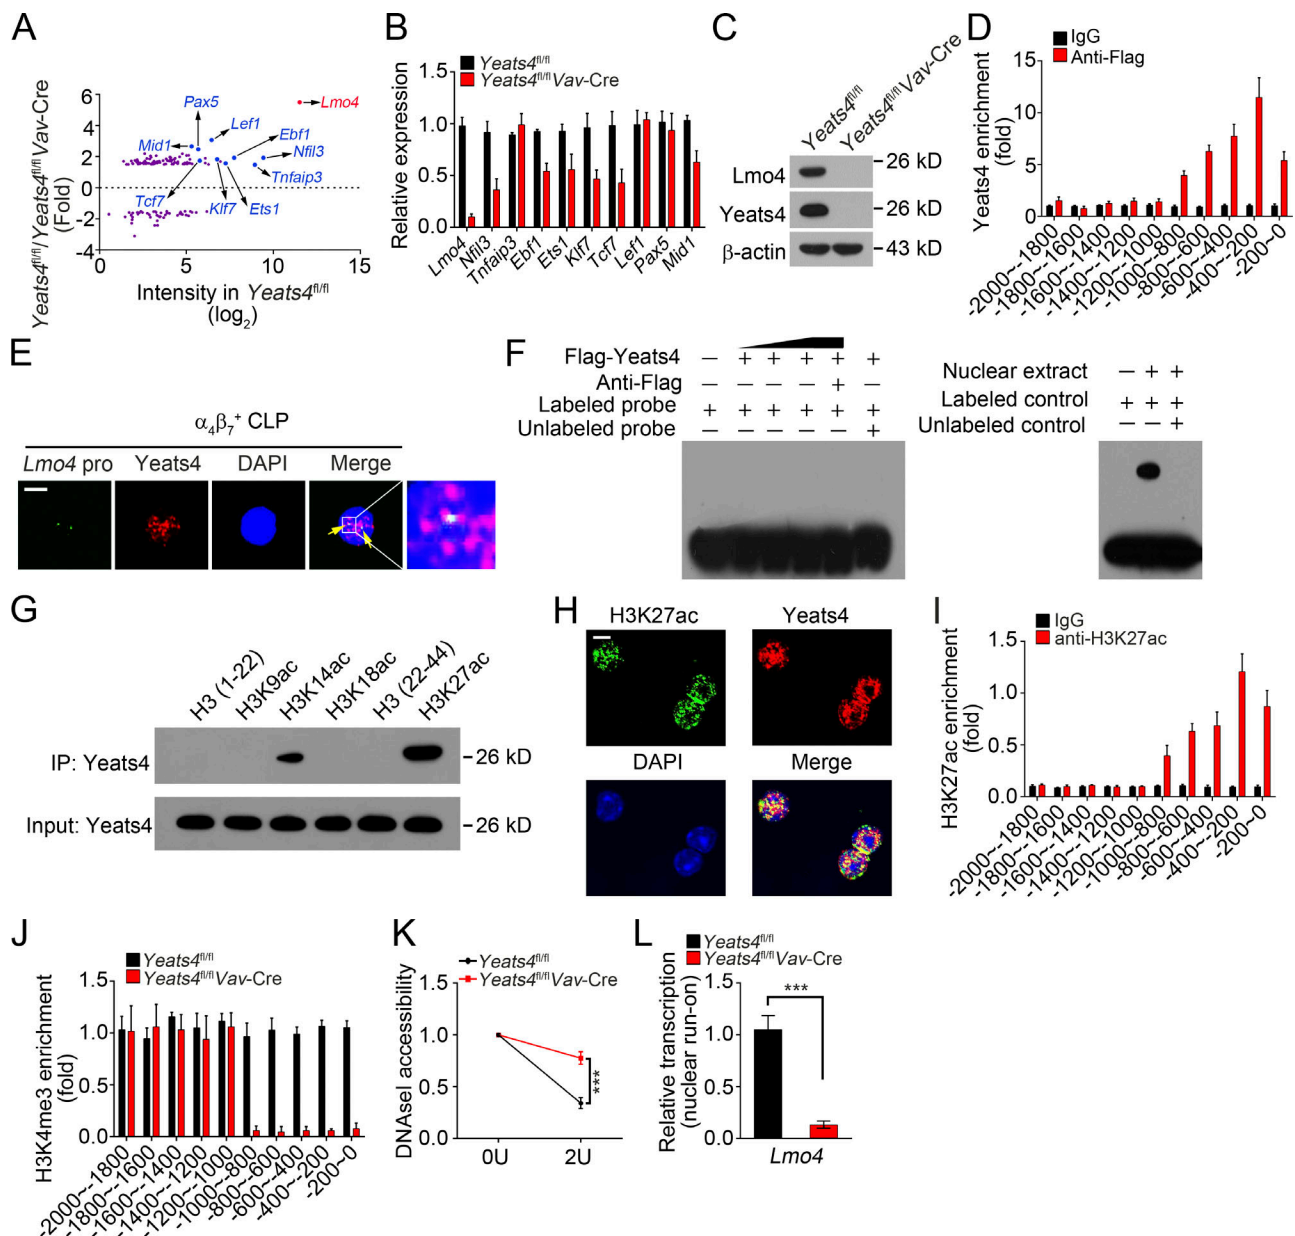 A
Yeats4fl/fl/Yeats4fl/fl Vav-Cre
(Fold)
6
4
2
0
-2
-4
Pax5
Lmo4
Lef1
Mid1
Ebf1
Nfil3
Tnfaip3
Tcf7
Klf7
Ets1
0 5 10 15
Intensity in Yeats4fl/fl
(log2)
B
Yeats4fl/fl
Yeats4fl/fl Vav-Cre
Relative expression
1.5
1.0
0.5
0.0
Lmo4
Nfil3
Tnfaip3
Ebf1
Ets1
Klf7
Tcf7
Lef1
Pax5
Mid1
C
Yeats4fl/fl
Yeats4fl/fl Vav-Cre
Lmo4
-26 kD
Yeats4
-26 kD
β-actin
-43 kD
D
IgG
Anti-Flag
Yeats4 enrichment
(fold)
15
10
5
0
-2000~-1800
-1800~-1600
-1600~-1400
-1400~-1200
-1200~-1000
-1000~-800
-800~-600
-600~-400
-400~-200
-200~0
E
α4β7+ CLP
Lmo4 pro Yeats4 DAPI Merge
F
Flag-Yeats4 — + + + + +
Anti-Flag — — — — + —
Labeled probe + + + + + +
Unlabeled probe — — — — — +
Nuclear extract — + +
Labeled control + + +
Unlabeled control — — +
G
H3 (1-22)
H3K9ac
H3K14ac
H3K18ac
H3 (22-44)
H3K27ac
IP: Yeats4
-26 kD
Input: Yeats4
-26 kD
H
H3K27ac Yeats4
DAPI Merge
I
IgG
anti-H3K27ac
H3K27ac enrichment
(fold)
1.5
1.0
0.5
0.0
-2000~-1800
-1800~-1600
-1600~-1400
-1400~-1200
-1200~-1000
-1000~-800
-800~-600
-600~-400
-400~-200
-200~0
J
Yeats4fl/fl
Yeats4fl/fl Vav-Cre
H3K4me3 enrichment
(fold)
1.5
1.0
0.5
0.0
-2000~-1800
-1800~-1600
-1600~-1400
-1400~-1200
-1200~-1000
-1000~-800
-800~-600
-600~-400
-400~-200
-200~0
K
Yeats4fl/fl
Yeats4fl/fl Vav-Cre
DNAseI accessibility
1.5
1.0
0.5
0.0
***
0U 2U
L
Yeats4fl/fl
Yeats4fl/fl Vav-Cre
Relative transcription
(nuclear run-on)
1.5
1.0
0.5
0.0
***
Lmo4